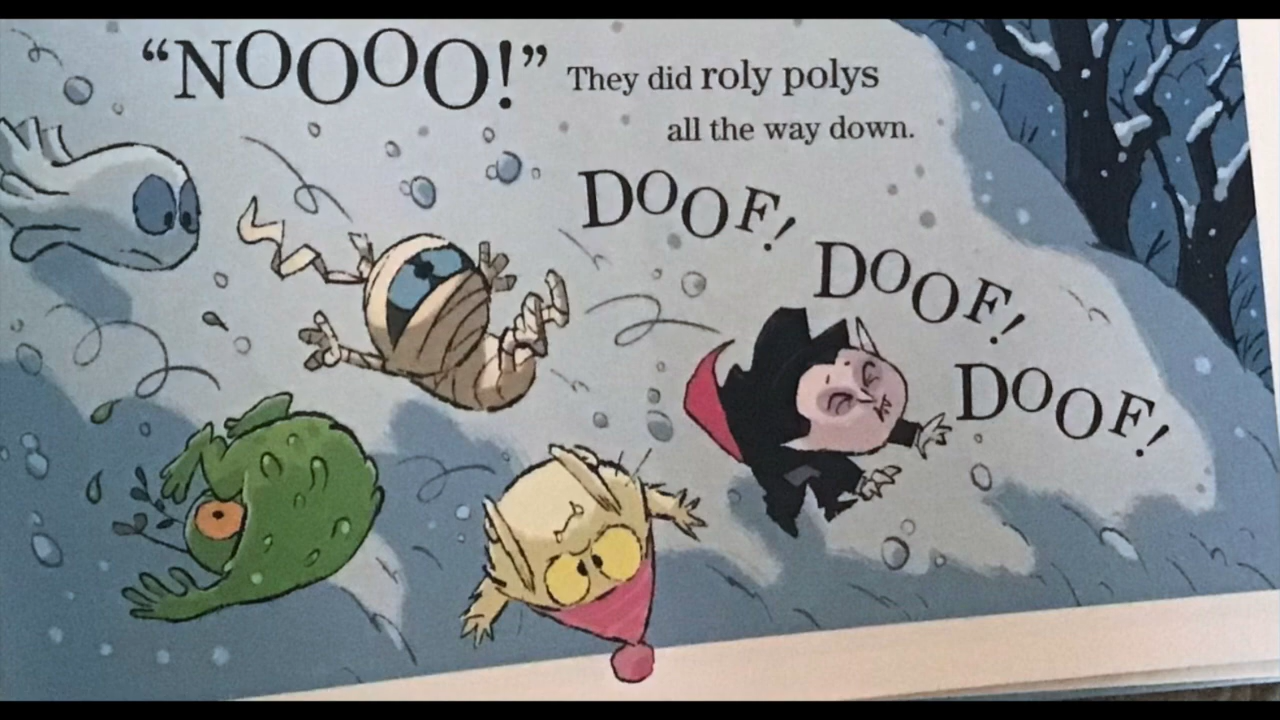 “NOOOO!” They did roly polys
all the way down.
DOOF!
DOOF!
DOOF!